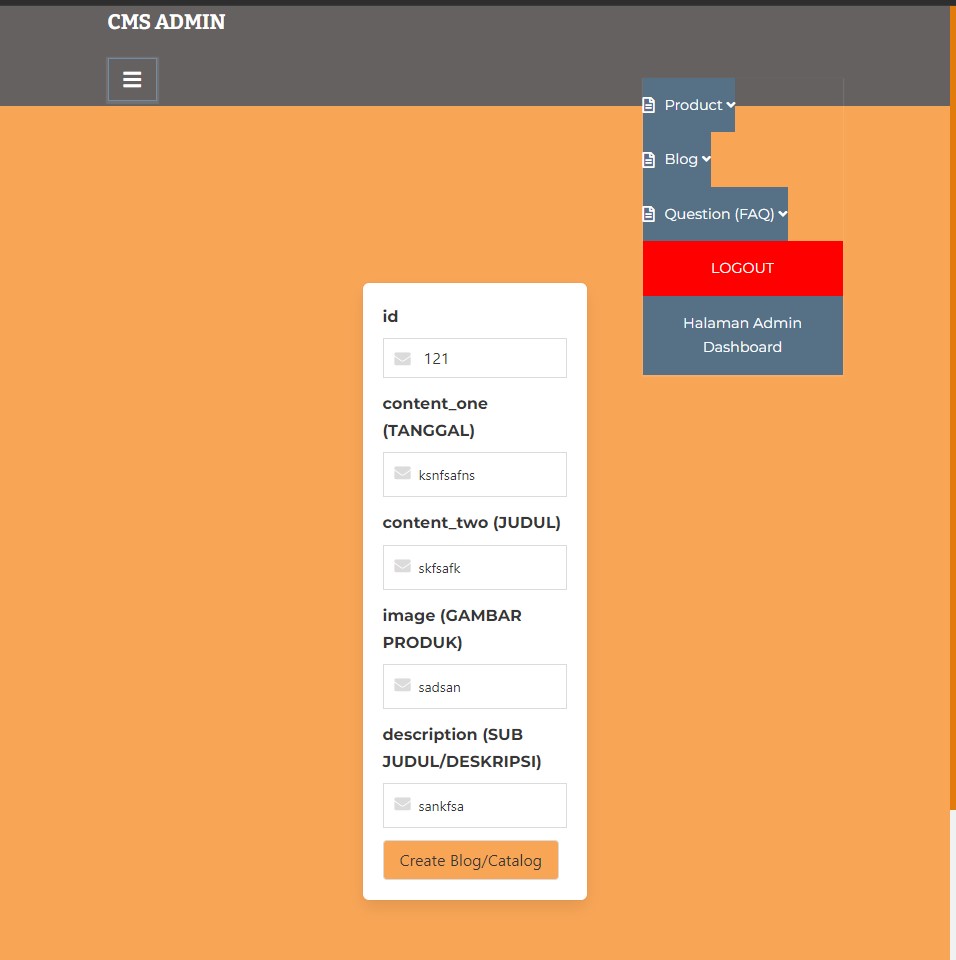 CMS ADMIN
Product
Blog
Question (FAQ)
LOGOUT
Halaman Admin
Dashboard
id
121
content_one
(TANGGAL)
ksnfsafns
content_two (JUDUL)
skfsafk
image (GAMBAR
PRODUK)
sadsan
description (SUB
JUDUL/DESKRIPSI)
sankfsa
Create Blog/Catalog